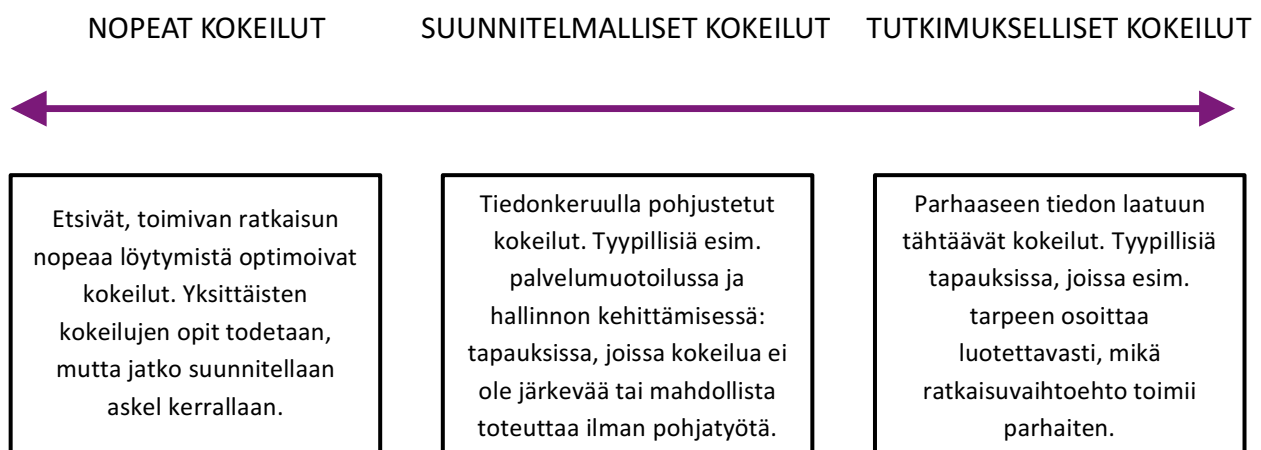 NOPEAT KOKEILUT
SUUNNITELMALLISET KOKEILUT
TUTKIMUKSELLISET KOKEILUT
Etsivät, toimivan ratkaisun
nopeaa löytymistä optimoivat
kokeilut. Yksittäisten
kokeilujen opit todetaan,
mutta jatko suunnitellaan
askel kerrallaan.
Tiedonkeruulla pohjustetut
kokeilut. Tyypillisiä esim.
palvelumuotoilussa ja
hallinnon kehittämisessä:
tapauksissa, joissa kokeilua ei
ole järkevää tai mahdollista
toteuttaa ilman pohjatyötä.
Parhaaseen tiedon laatuun
tähtäävät kokeilut. Tyypillisiä
tapauksissa, joissa esim.
tarpeen osoittaa
luotettavasti, mikä
ratkaisuvaihtoehto toimii
parhaiten.